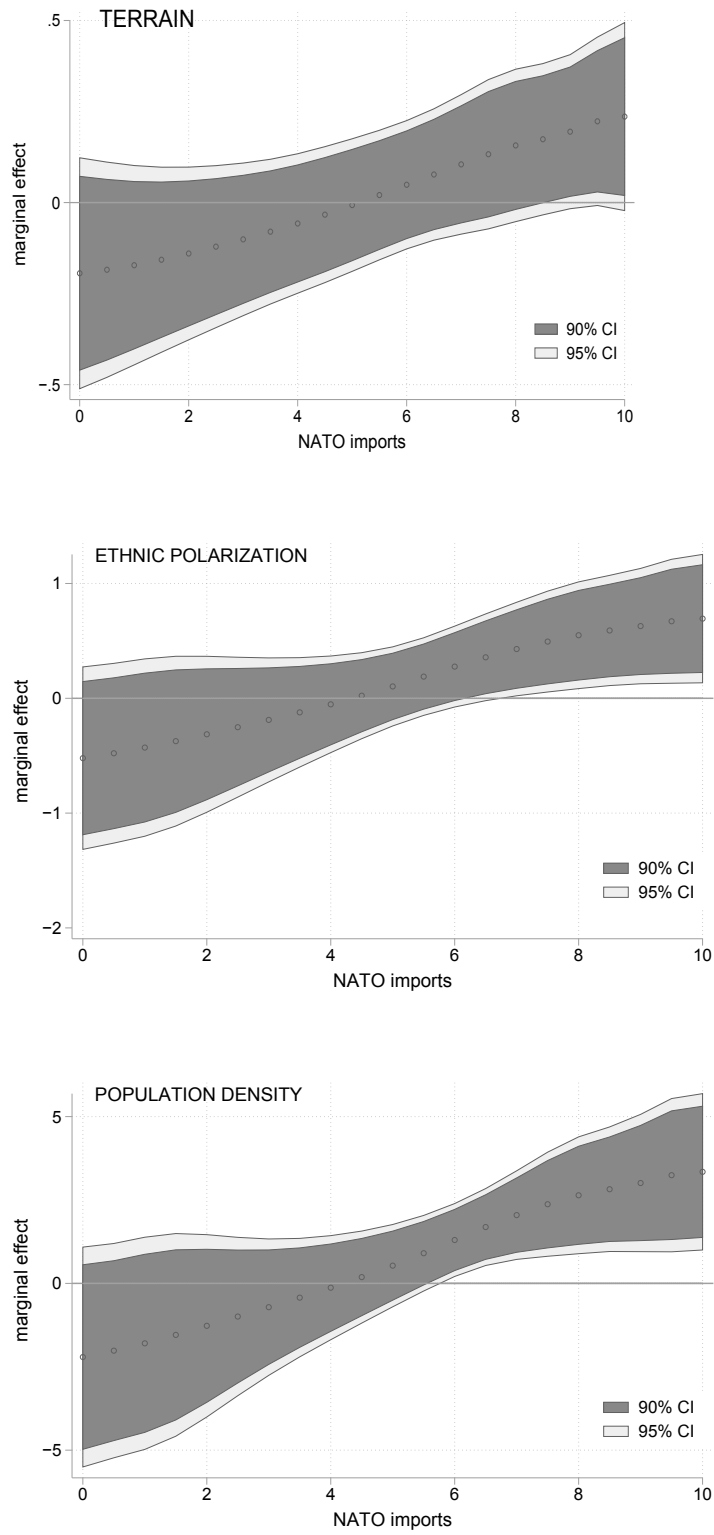 TERRAIN
.5
0
−.5
marginal effect
90% CI
95% CI
0 2 4 6 8 10
NATO imports
ETHNIC POLARIZATION
1
0
−1
−2
marginal effect
90% CI
95% CI
0 2 4 6 8 10
NATO imports
POPULATION DENSITY
5
0
−5
marginal effect
90% CI
95% CI
0 2 4 6 8 10
NATO imports